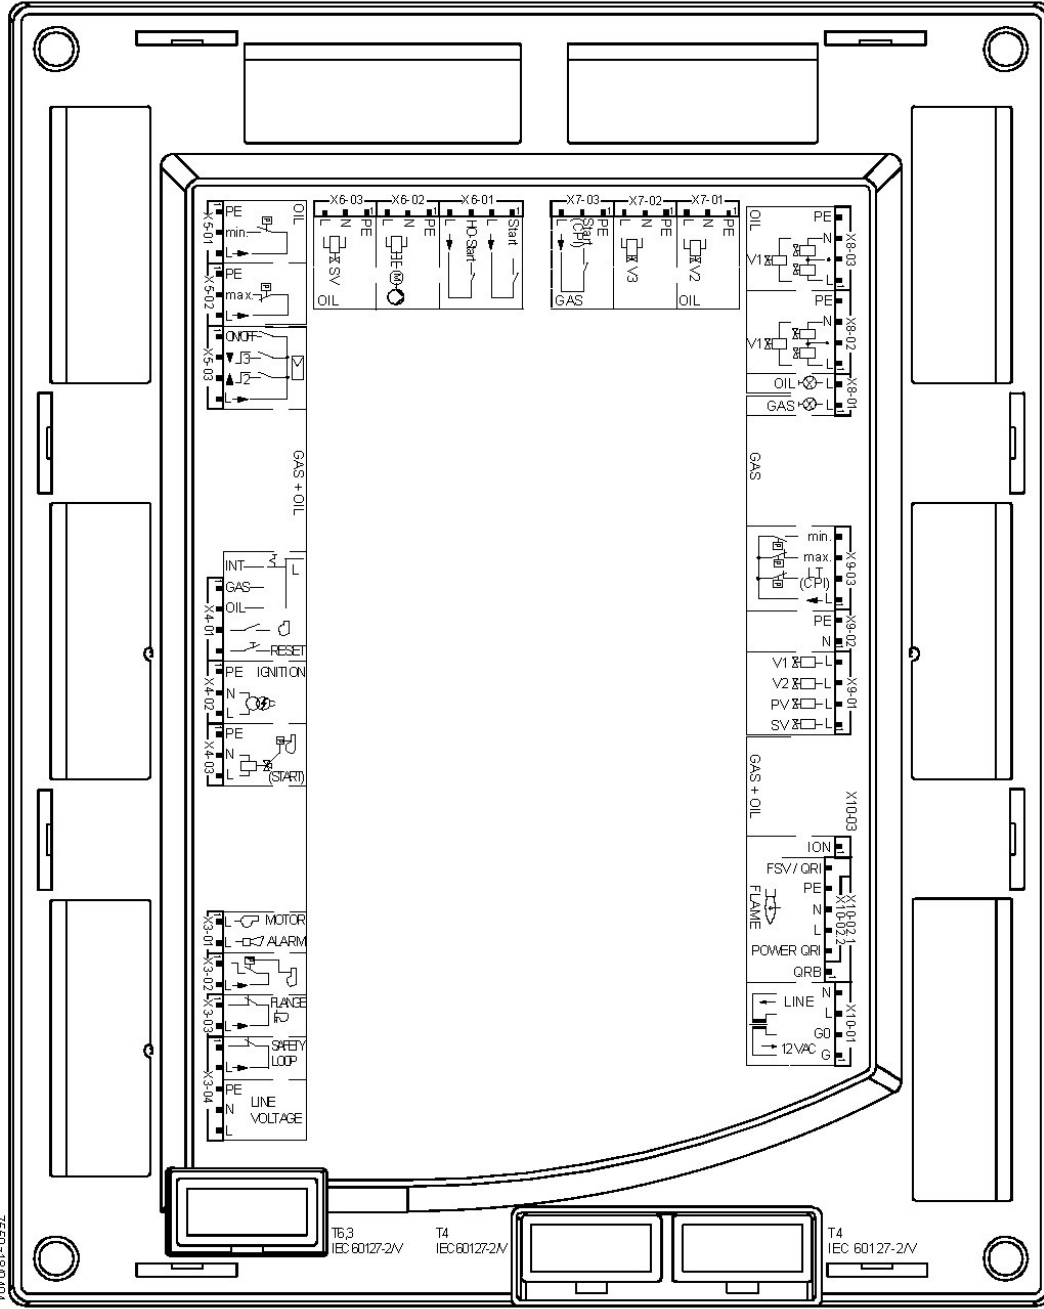 X6-03
X6-02
X6-01
L
N
PE
L
N
PE
L
HO-Start
Start
SV
OIL
M
X7-03
X7-02
X7-01
L
Start
(CPI)
L
N
PE
L
N
PE
GAS
V3
V2
OIL
X5-01
PE
min.
L
OIL
X5-02
PE
max.
L
X5-03
ON/OFF
3
2
L
GAS + OIL
INT
L
X4-01
GAS
OIL
RESET
X4-02
PE
IGNITION
N
L
X4-03
PE
N
L
(START)
X3-01
L
MOTOR
L
ALARM
X3-02
L
X3-03
FLANGE
L
X3-04
SAFETY
LOOP
L
PE
N
L
LINE
VOLTAGE
OIL
PE
N
V1
L
X8-03
PE
N
V1
L
X8-02
OIL
L
GAS
L
X8-01
GAS
min.
max.
LT
(CPI)
L
X9-03
PE
N
X9-02
V1
L
V2
L
PV
L
SV
L
X9-01
GAS + OIL
X10-03
ION
FSV / QRI
PE
N
L
POWER QRI
QRB
FLAME
X10-02.1
X10-02.2
N
LINE
L
G0
12VAC
G
X10-01
T6,3
IEC 60127-2/V
T4
IEC 60127-2/V
T4
IEC 60127-2/V